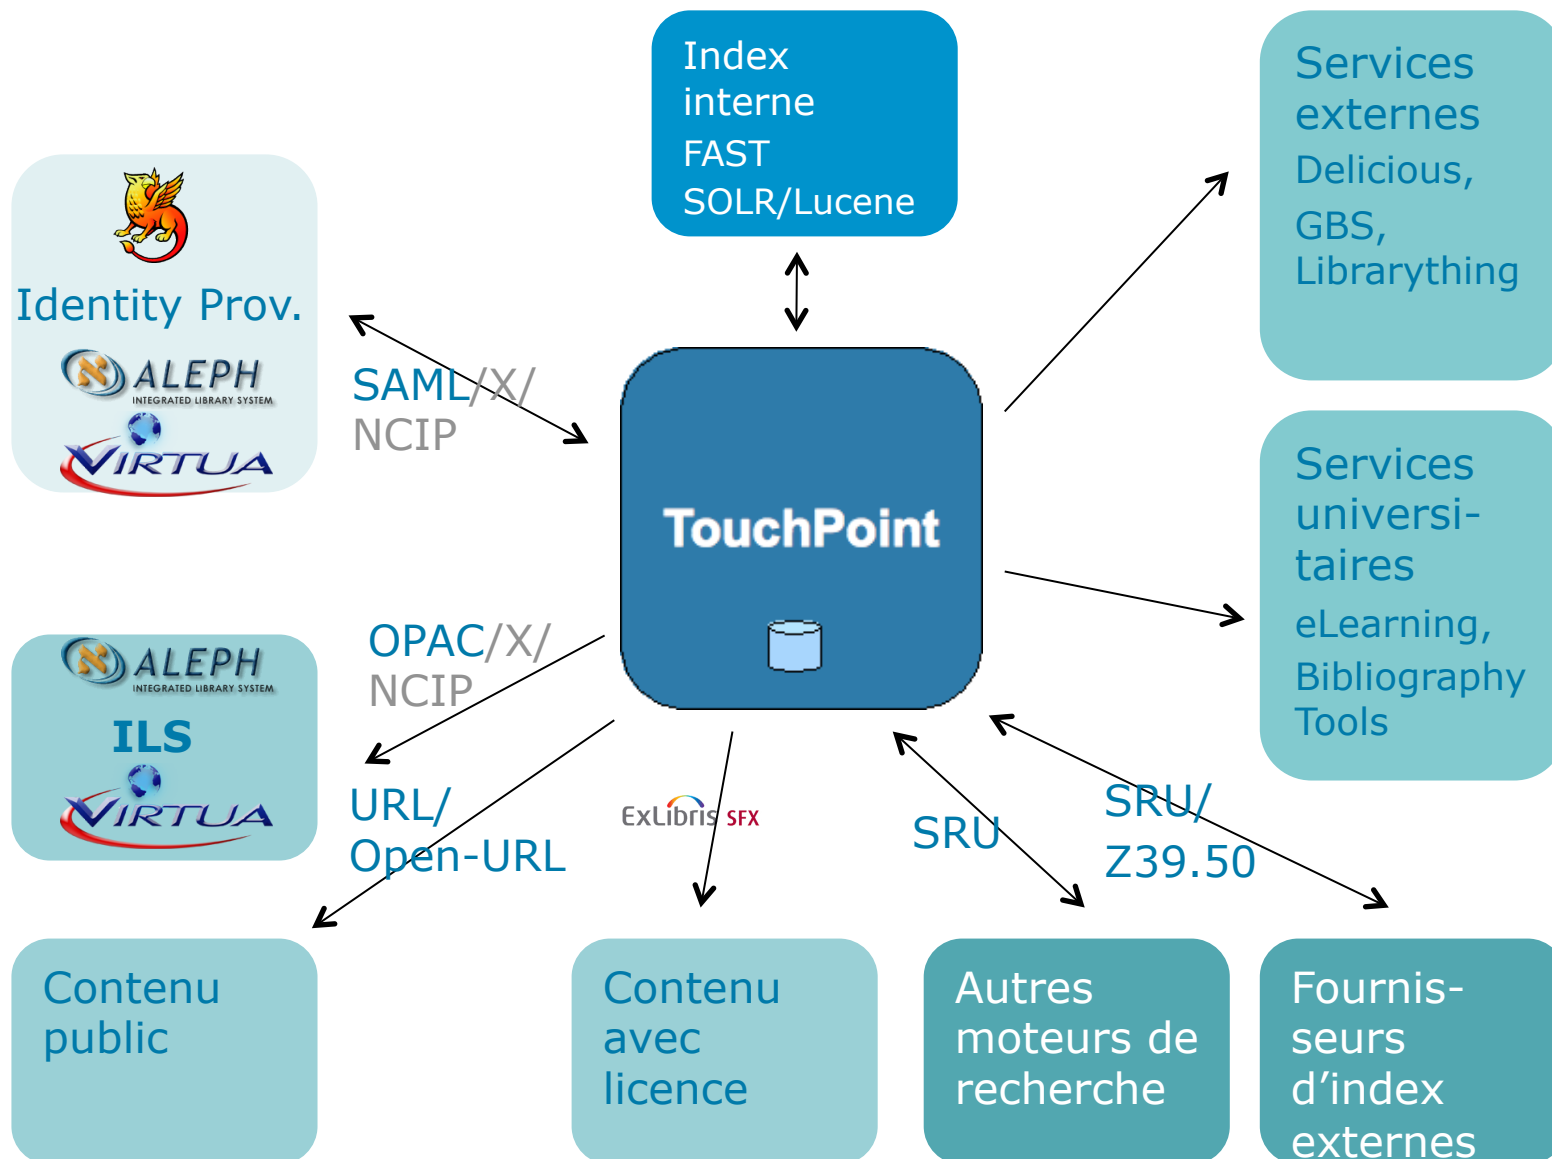 Index
interne
FAST
SOLR/Lucene
Services
externes
Delicious,
GBS,
Librarything
Identity Prov.
ALEPH
INTEGRATED LIBRARY SYSTEM
VIRTUA
SAML/X/
NCIP
TouchPoint
Services
universi-
taires
eLearning,
Bibliography
Tools
ALEPH
INTEGRATED LIBRARY SYSTEM
ILS
VIRTUA
OPAC/X/
NCIP
URL/
Open-URL
ExLibris SFX
SRU
SRU/
Z39.50
Contenu
public
Contenu
avec
licence
Autres
moteurs de
recherche
Fournis-
seurs
d’index
externes